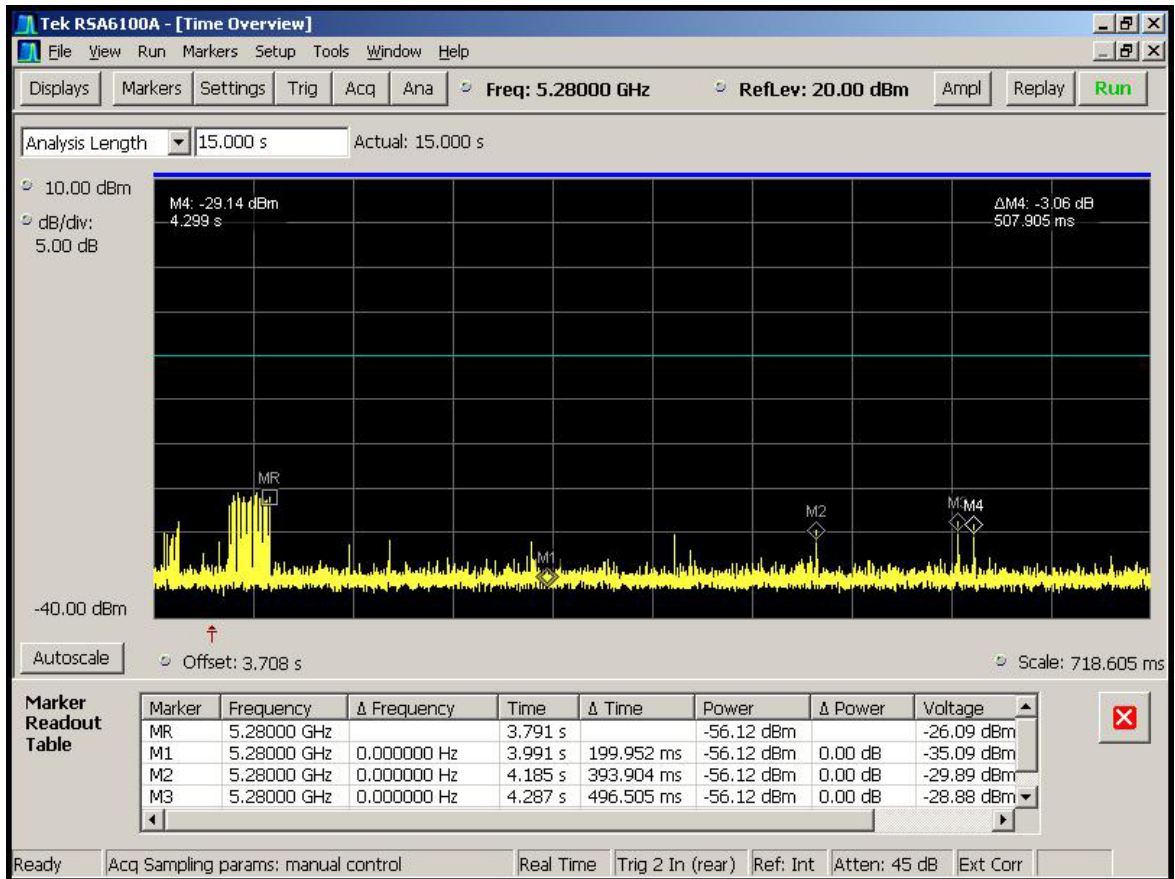 Tek RSA6100A - [Time Overview]
File View Run Markers Setup Tools Window Help
Displays Markers Settings Trig Acq Ana Freq: 5.28000 GHz RefLev: 20.00 dBm Ampl Replay Run
Analysis Length 15.000 s Actual: 15.000 s
10.00 dBm
dB/div:
5.00 dB
M4: -29.14 dBm
4.299 s
ΔM4: -3.06 dB
507.905 ms
MR
M1
M2
M3
M4
-40.00 dBm
Autoscale Offset: 3.708 s Scale: 718.605 ms
Marker
Readout
Table
Marker Frequency Δ Frequency Time Δ Time Power Δ Power Voltage
MR 5.28000 GHz 3.791 s -56.12 dBm -26.09 dBm
M1 5.28000 GHz 0.000000 Hz 3.991 s 199.952 ms -56.12 dBm 0.00 dB -35.09 dBm
M2 5.28000 GHz 0.000000 Hz 4.185 s 393.904 ms -56.12 dBm 0.00 dB -29.89 dBm
M3 5.28000 GHz 0.000000 Hz 4.287 s 496.505 ms -56.12 dBm 0.00 dB -28.88 dBm
Ready Acq Sampling params: manual control Real Time Trig 2 In (rear) Ref: Int Atten: 45 dB Ext Corr